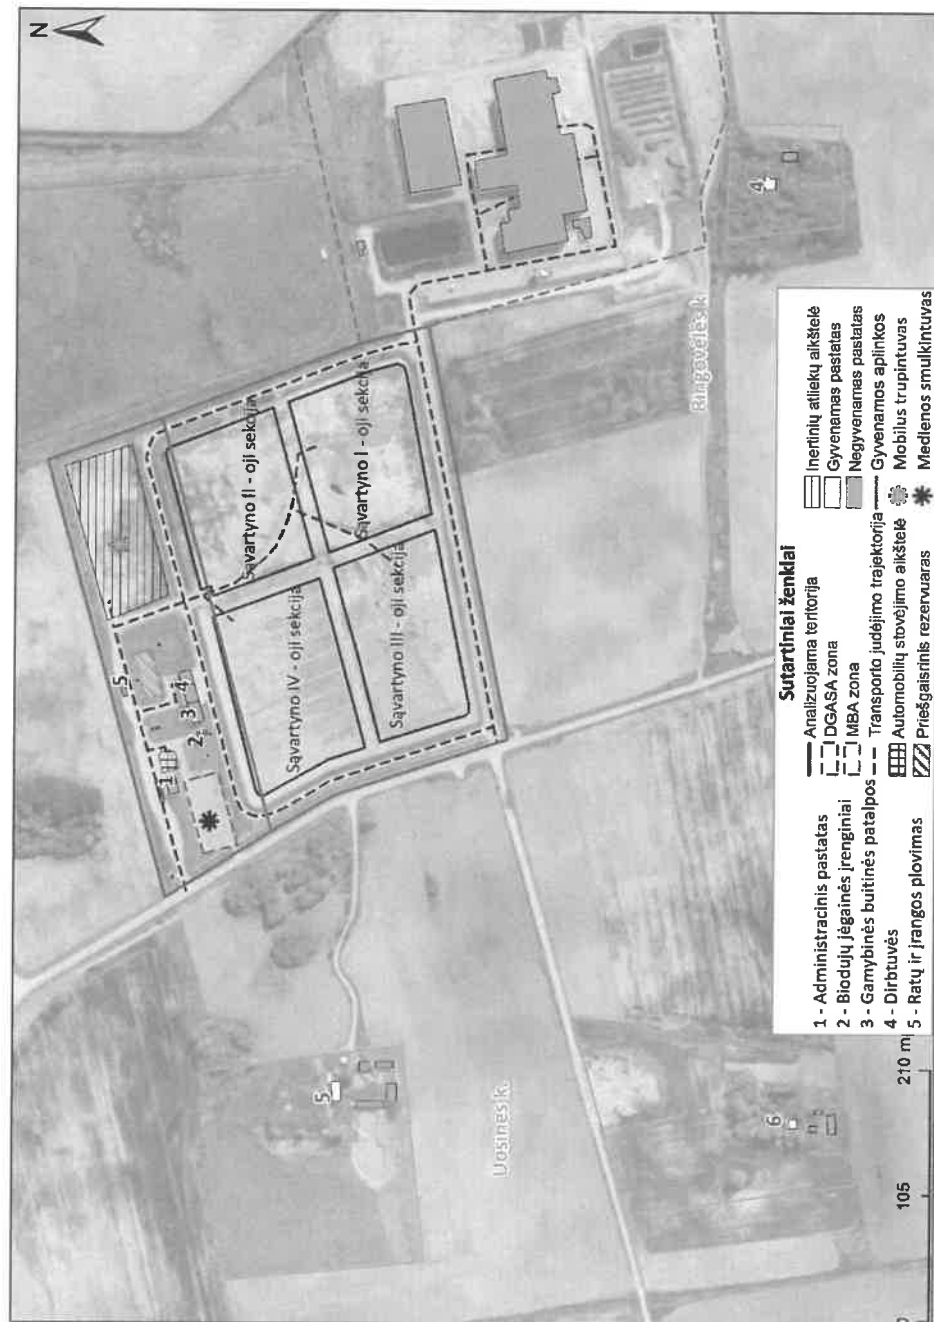 N
Sąvartyno II - oji sekcija
Sąvartyno I - oji sekcija
Sąvartyno IV - oji sekcija
Sąvartyno III - oji sekcija
1
2
3
4
5
4
5
6
Ringovėlės k.
Uosinės k.
Sutartiniai ženklai
1 - Administracinis pastatas
2 - Biodujų jėgainės įrenginiai
3 - Gamybinės buitinės patalpos
4 - Dirbtuvės
5 - Ratų ir įrangos plovimas
Analizuojama teritorija
DGASA zona
MBA zona
Transporto judėjimo trajektorija
Automobilių stovėjimo aikštelė
Priešgaisrinis rezervuaras
Inertinių atliekų aikštelė
Gyvenamas pastatas
Negyvenamas pastatas
Gyvenamos aplinkos
Mobilus trupintuvas
Medienos smulkintuvas
0
105
210 m